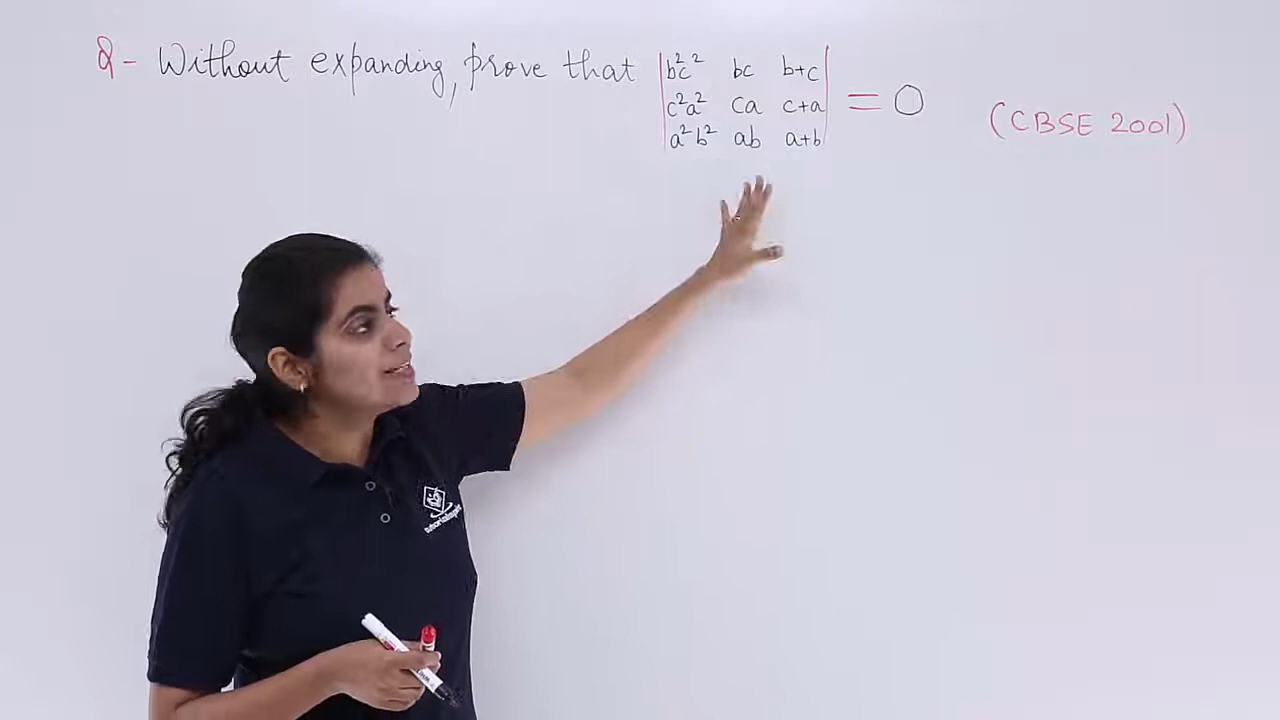 Q- Without expanding, prove that | b²c² bc b+c |
| c²a² ca c+a | = 0
| a²b² ab a+b |
(CBSE 2001)